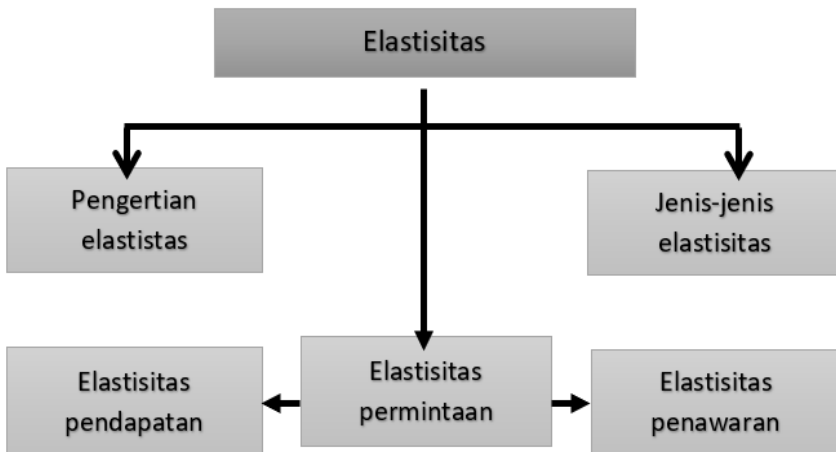 Elastisitas
Pengertian
elastistas
Jenis-jenis
elastisitas
Elastisitas
pendapatan
Elastisitas
permintaan
Elastisitas
penawaran